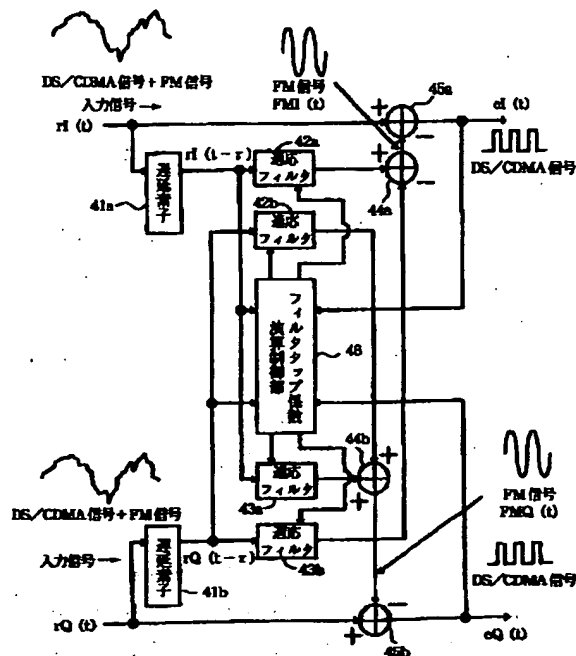 FM信号
FMI (t)
45a
DS/CDMA信号+FM信号
入力信号
rI (t)
eI (t)
DS/CDMA信号
遅延素子
41a
rI (t-τ)
42a
適応
フィルタ
44a
42b
適応
フィルタ
フィルタタップ係数
演算制御部
48
44b
適応
フィルタ
43a
DS/CDMA信号+FM信号
入力信号
遅延素子
41b
rQ (t-τ)
適応
フィルタ
43b
FM信号
FMQ (t)
DS/CDMA信号
rQ (t)
45b
eQ (t)